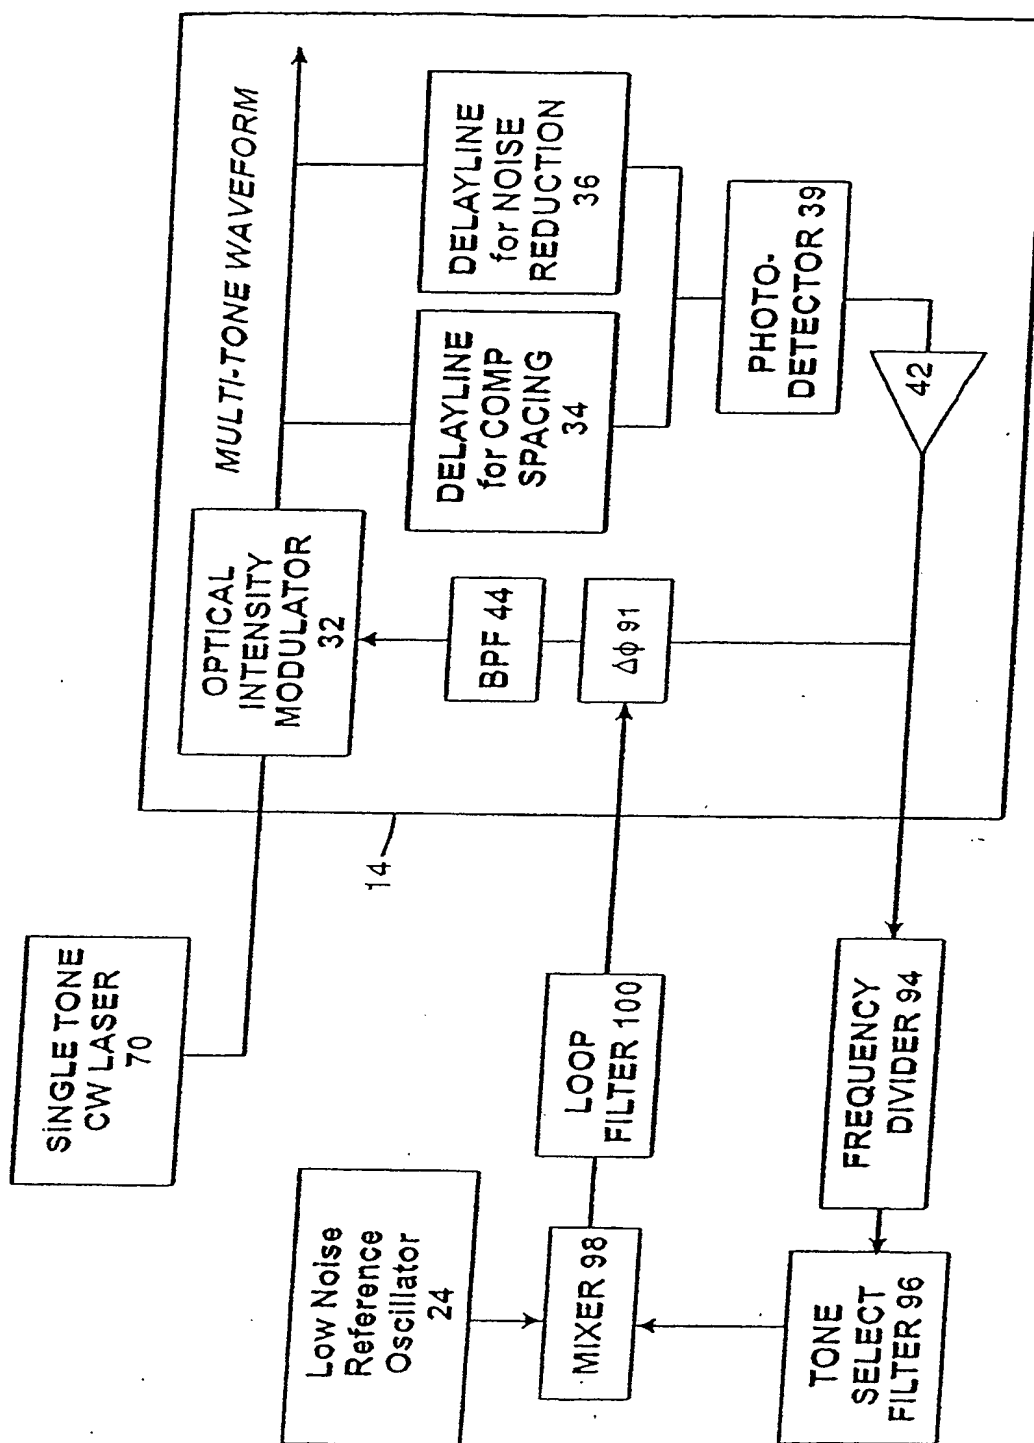 SINGLE TONE
CW LASER
70
14
MULTI-TONE WAVEFORM
OPTICAL
INTENSITY
MODULATOR
32
DELAYLINE
for COMP
SPACING
34
DELAYLINE
for NOISE
REDUCTION
36
BPF 44
Δϕ 91
PHOTO-
DETECTOR 39
42
Low Noise
Reference
Oscillator
24
MIXER 98
LOOP
FILTER 100
TONE
SELECT
FILTER 96
FREQUENCY
DIVIDER 94